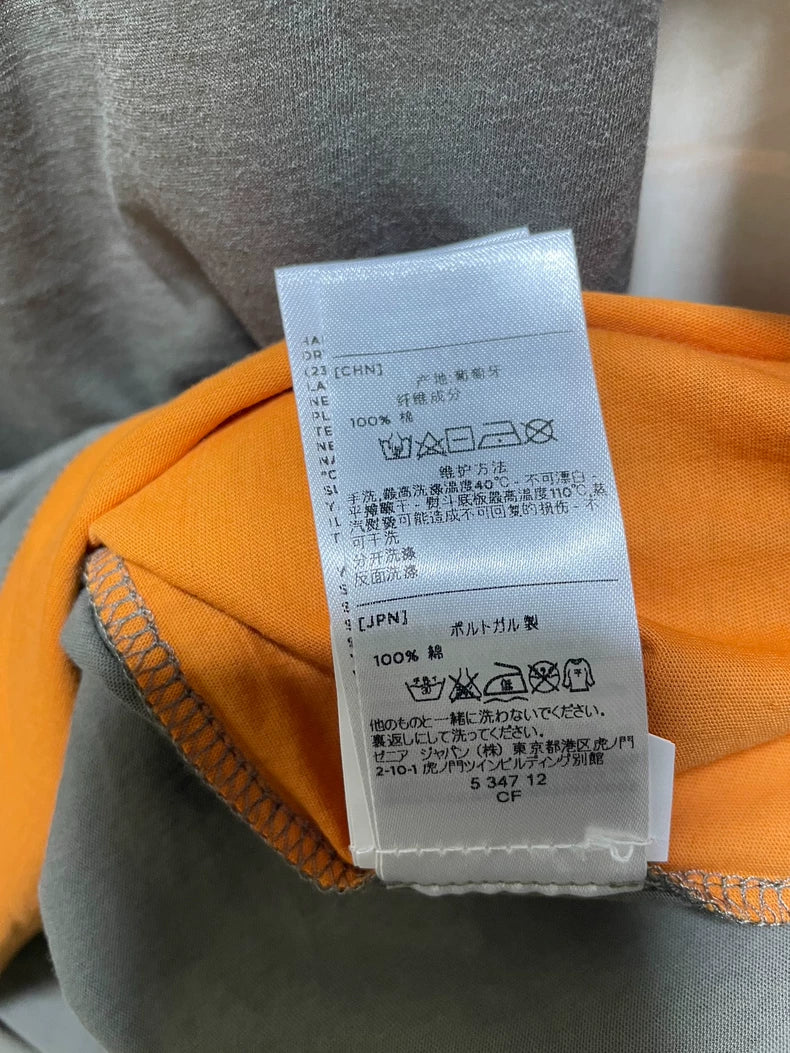 [CHN]
产地 葡萄牙
纤维成分
100% 棉
维护方法
手洗,最高洗涤温度40℃ - 不可漂白 -
平摊晾干 - 熨斗底板最高温度110℃,蒸
汽熨烫可能造成不可回复的损伤 - 不
可干洗
分开洗涤
反面洗涤
[JPN]
ポルトガル製
100% 綿
他のものと一緒に洗わないでください。
裏返しにして洗ってください。
ゼニア ジャパン (株) 東京都港区虎ノ門
2-10-1 虎ノ門ツインビルディング別館
5 347 12
CF